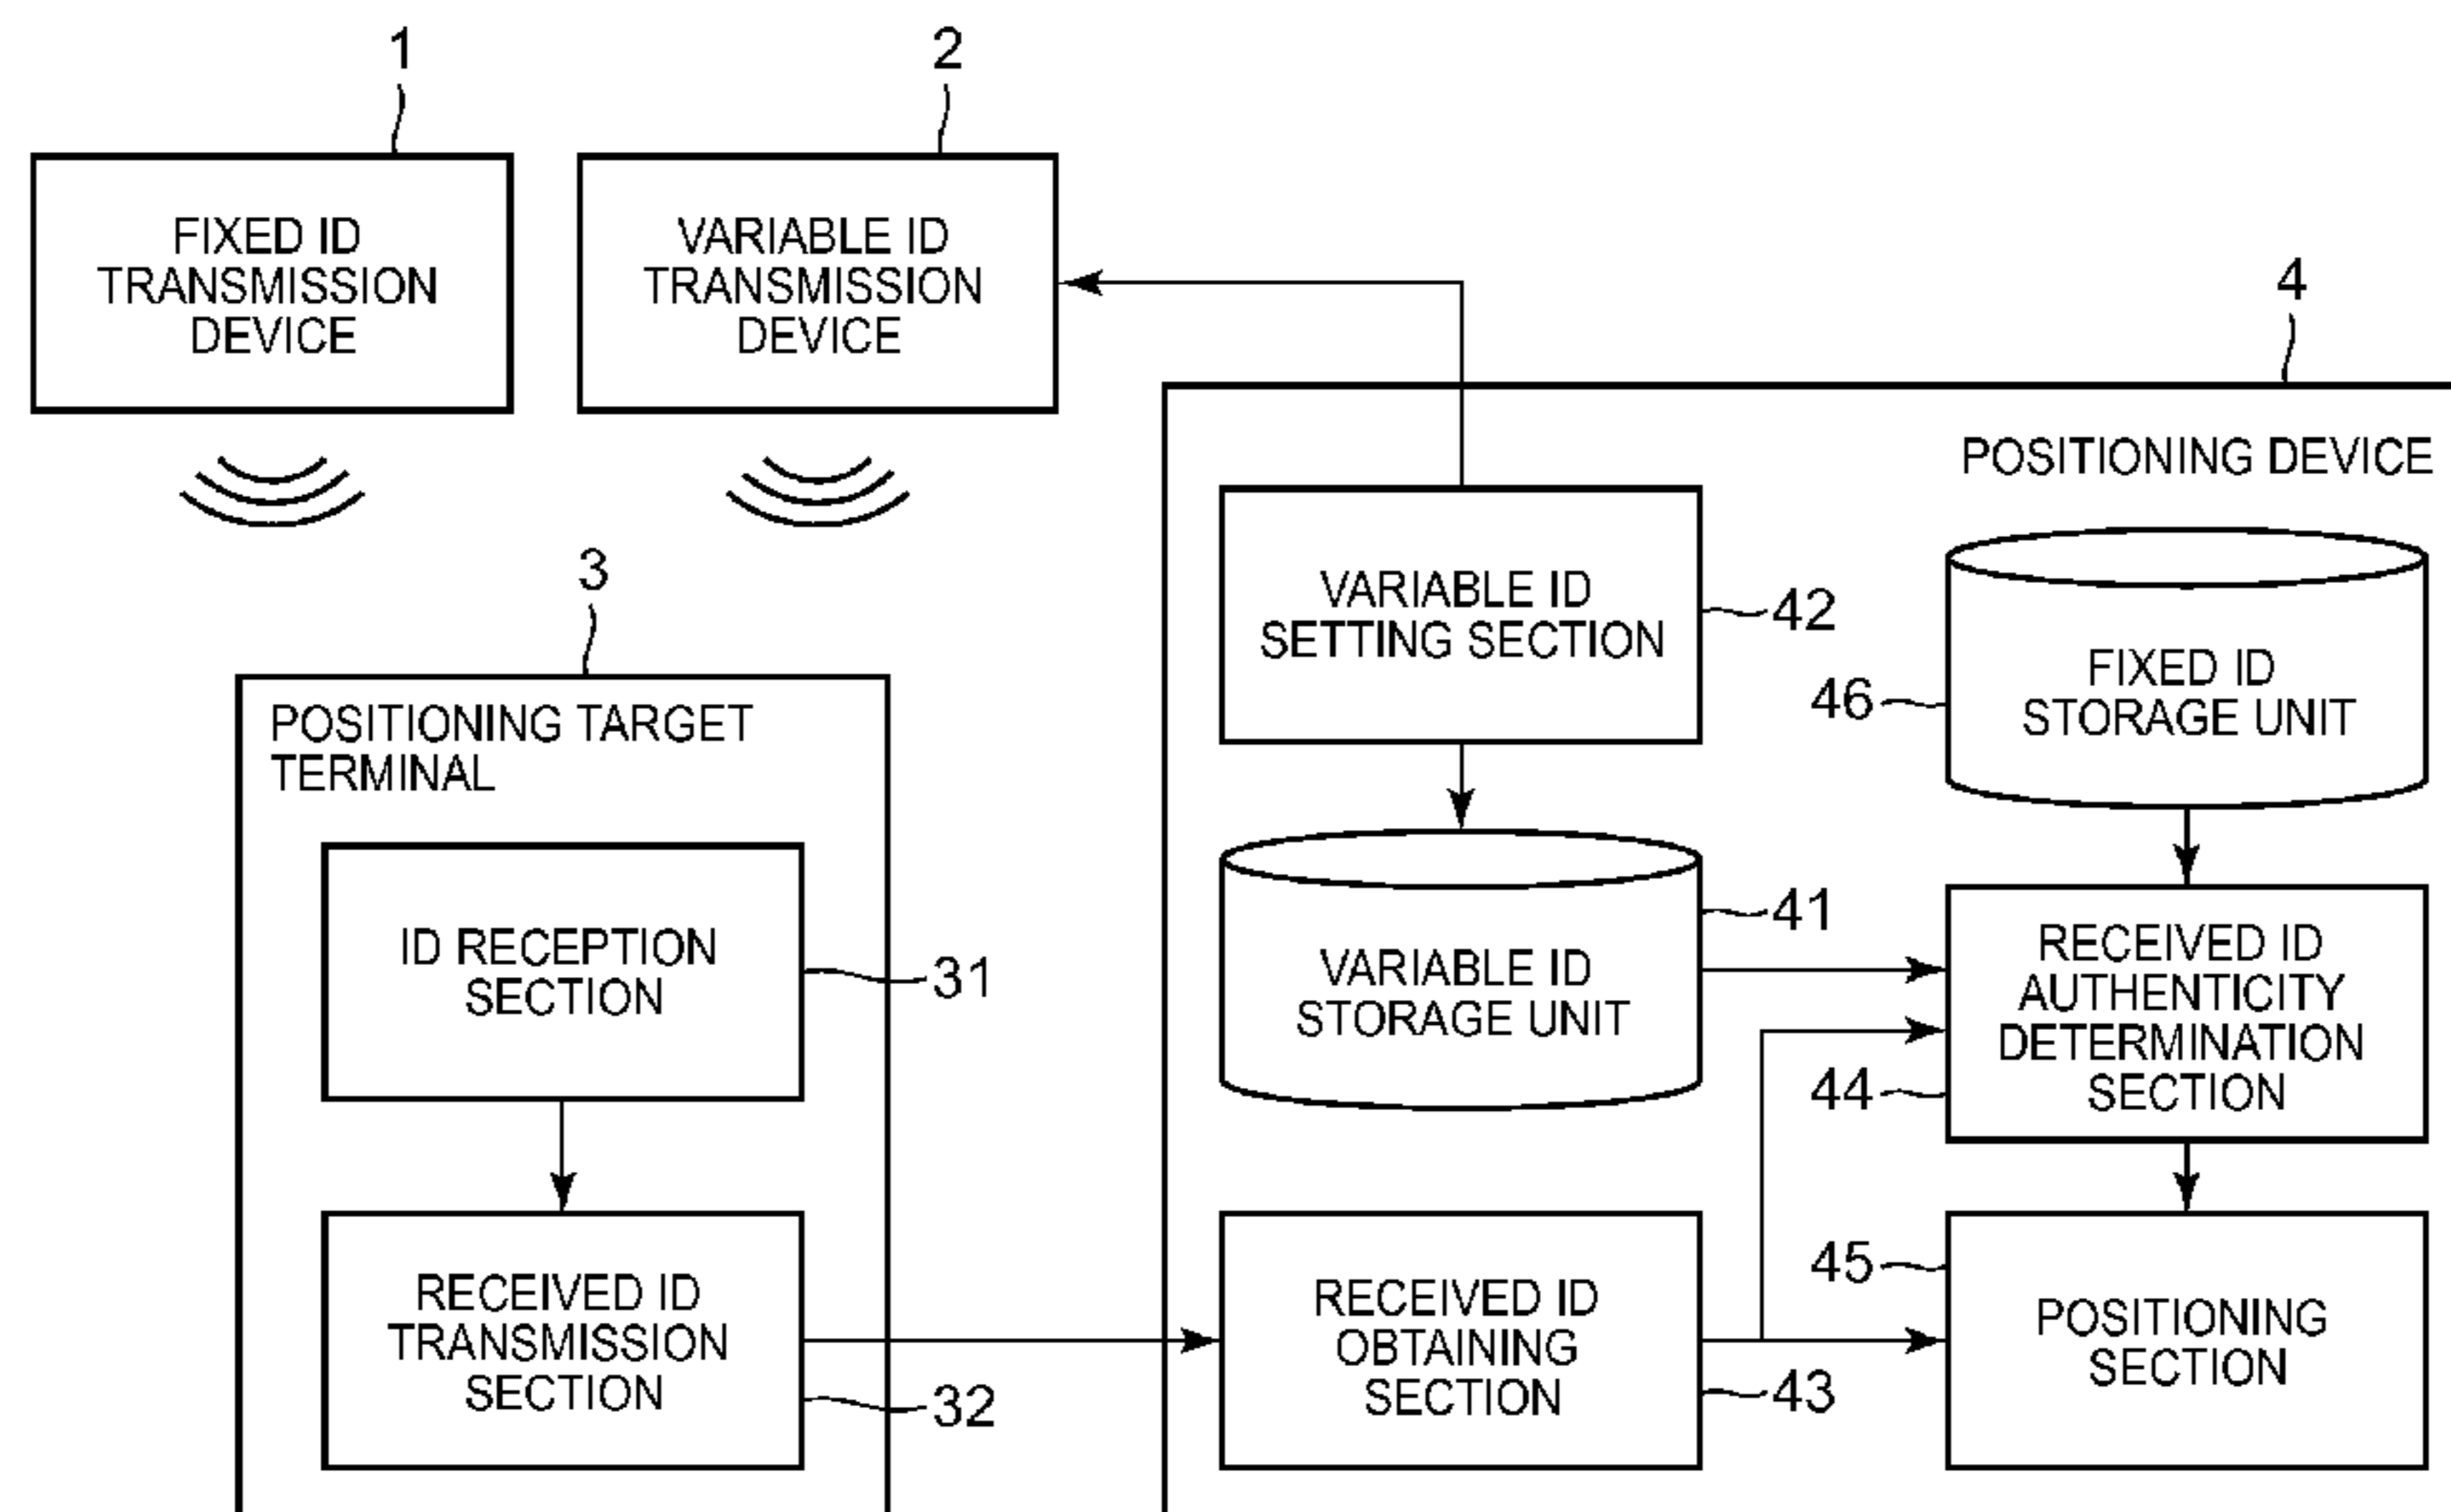 1
2
FIXED ID
TRANSMISSION
DEVICE
VARIABLE ID
TRANSMISSION
DEVICE
4
POSITIONING DEVICE
3
POSITIONING TARGET
TERMINAL
ID RECEPTION
SECTION
31
RECEIVED ID
TRANSMISSION
SECTION
32
VARIABLE ID
SETTING SECTION
42
VARIABLE ID
STORAGE UNIT
41
RECEIVED ID
OBTAINING
SECTION
43
46
FIXED ID
STORAGE UNIT
RECEIVED ID
AUTHENTICITY
DETERMINATION
SECTION
44
45
POSITIONING
SECTION